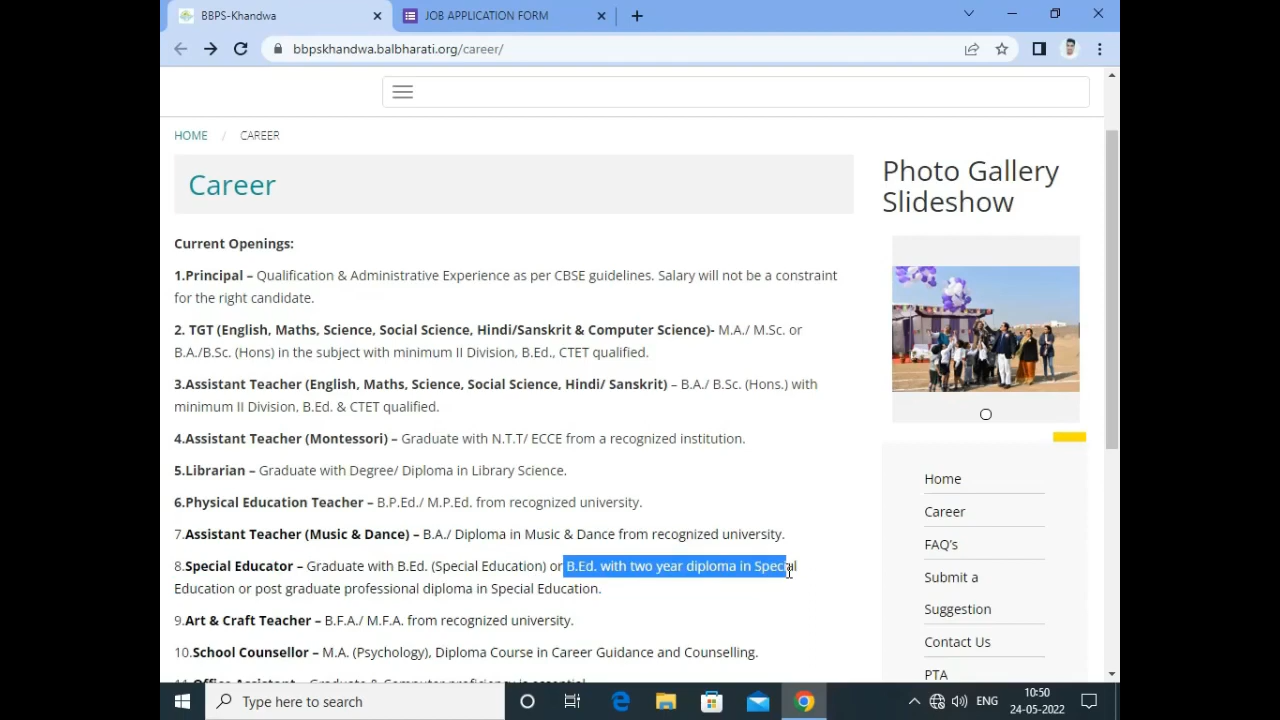 BBPS-Khandwa
JOB APPLICATION FORM
bbpskhandwa.balbharati.org/career/
HOME / CAREER
Career
Current Openings:
1.Principal – Qualification & Administrative Experience as per CBSE guidelines. Salary will not be a constraint
for the right candidate.
2. TGT (English, Maths, Science, Social Science, Hindi/Sanskrit & Computer Science)- M.A./ M.Sc. or
B.A./B.Sc. (Hons) in the subject with minimum II Division, B.Ed., CTET qualified.
3.Assistant Teacher (English, Maths, Science, Social Science, Hindi/ Sanskrit) – B.A./ B.Sc. (Hons.) with
minimum II Division, B.Ed. & CTET qualified.
4.Assistant Teacher (Montessori) – Graduate with N.T.T/ ECCE from a recognized institution.
5.Librarian – Graduate with Degree/ Diploma in Library Science.
6.Physical Education Teacher – B.P.Ed./ M.P.Ed. from recognized university.
7.Assistant Teacher (Music & Dance) – B.A./ Diploma in Music & Dance from recognized university.
8.Special Educator – Graduate with B.Ed. (Special Education) or B.Ed. with two year diploma in Special
Education or post graduate professional diploma in Special Education.
9.Art & Craft Teacher – B.F.A./ M.F.A. from recognized university.
10.School Counsellor – M.A. (Psychology), Diploma Course in Career Guidance and Counselling.
11.Office Assistant – Graduate & Computer proficiency is essential
Photo Gallery
Slideshow
Home
Career
FAQ's
Submit a
Suggestion
Contact Us
PTA
Type here to search
ENG
10:50
24-05-2022